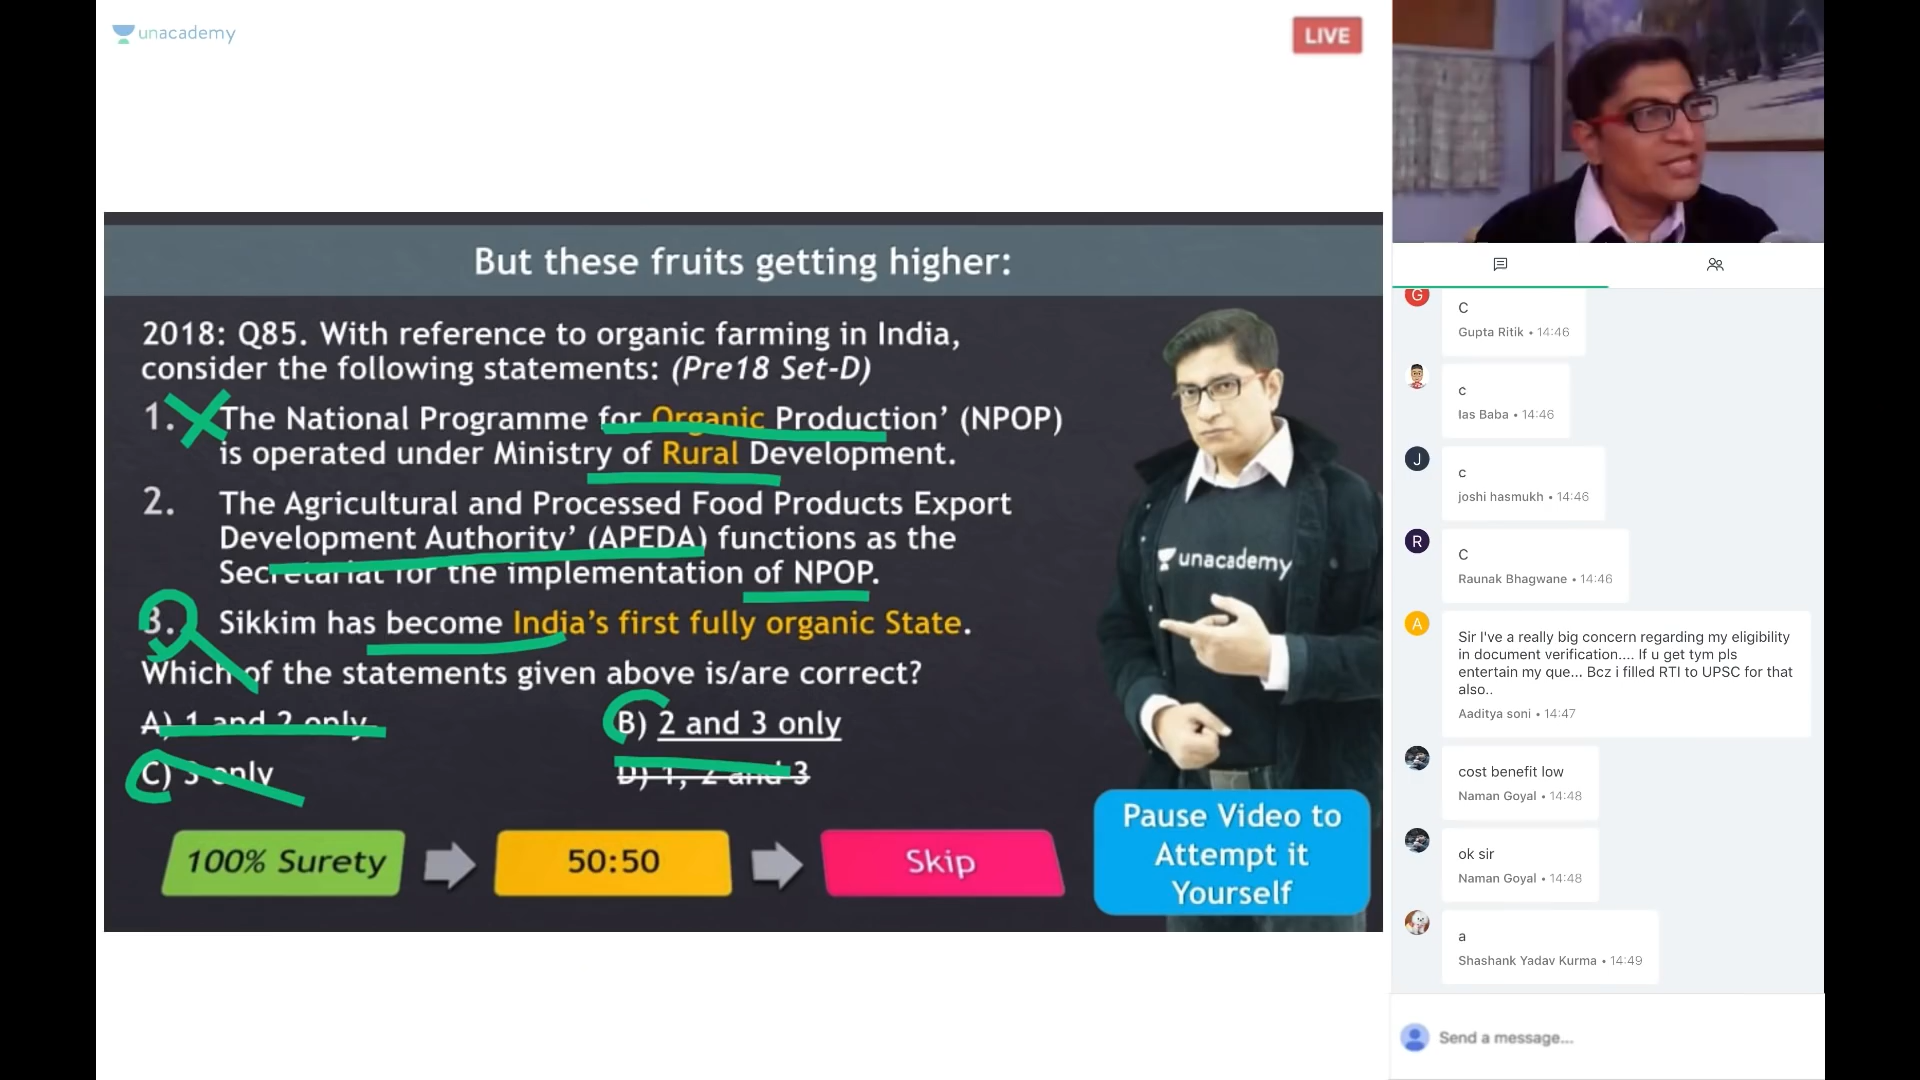 unacademy
LIVE
But these fruits getting higher:
2018: Q85. With reference to organic farming in India,
consider the following statements: (Pre18 Set-D)
1. The National Programme for Organic Production’ (NPOP)
is operated under Ministry of Rural Development.
2. The Agricultural and Processed Food Products Export
Development Authority’ (APEDA) functions as the
Secretariat for the implementation of NPOP.
3. Sikkim has become India’s first fully organic State.
Which of the statements given above is/are correct?
A) 1 and 2 only
B) 2 and 3 only
C) 3 only
D) 1, 2 and 3
100% Surety
50:50
Skip
unacademy
Pause Video to
Attempt it
Yourself
G
C
Gupta Ritik • 14:46
c
Ias Baba • 14:46
J
c
joshi hasmukh • 14:46
R
C
Raunak Bhagwane • 14:46
A
Sir I've a really big concern regarding my eligibility
in document verification.... If u get tym pls
entertain my que... Bcz i filled RTI to UPSC for that
also..
Aaditya soni • 14:47
cost benefit low
Naman Goyal • 14:48
ok sir
Naman Goyal • 14:48
a
Shashank Yadav Kurma • 14:49
Send a message...